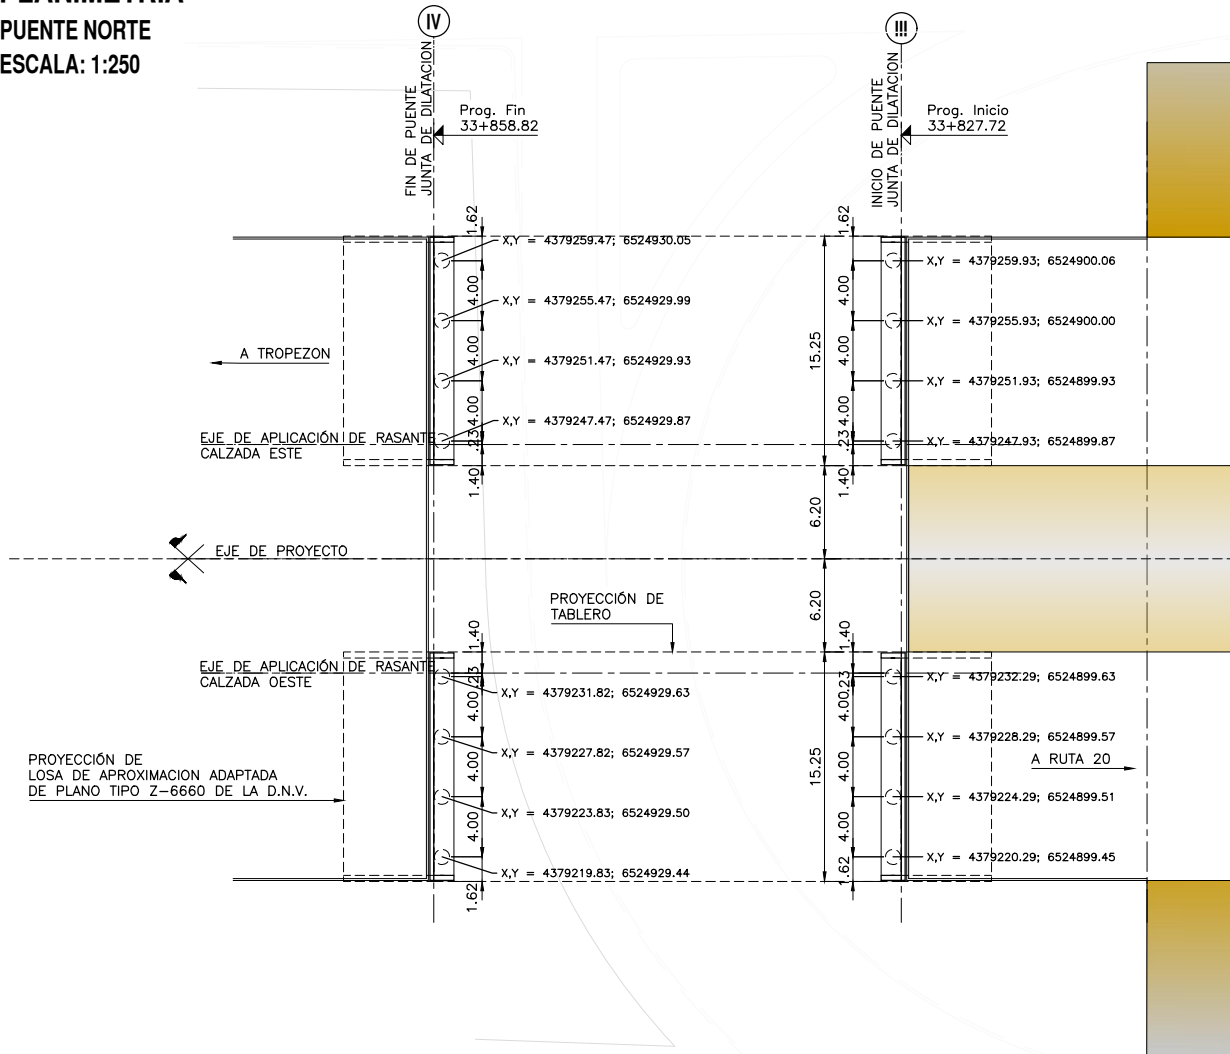 PUENTE NORTE
ESCALA: 1:250
IV
III
FIN DE PUENTE
JUNTA DE DILATACION
Prog. Fin
33+858.82
INICIO DE PUENTE
JUNTA DE DILATACION
Prog. Inicio
33+827.72
1.62
1.62
X,Y = 4379259.47; 6524930.05
X,Y = 4379259.93; 6524900.06
4.00
4.00
X,Y = 4379255.47; 6524929.99
X,Y = 4379255.93; 6524900.00
A TROPEZON
4.00
15.25
4.00
X,Y = 4379251.47; 6524929.93
X,Y = 4379251.93; 6524899.93
4.00
4.00
X,Y = 4379247.47; 6524929.87
X,Y = 4379247.93; 6524899.87
EJE DE APLICACIÓN DE RASANTE
CALZADA ESTE
.23
.23
1.40
1.40
6.20
EJE DE PROYECTO
PROYECCIÓN DE
TABLERO
6.20
1.40
1.40
EJE DE APLICACIÓN DE RASANTE
CALZADA OESTE
.23
.23
X,Y = 4379231.82; 6524929.63
X,Y = 4379232.29; 6524899.63
4.00
4.00
X,Y = 4379227.82; 6524929.57
X,Y = 4379228.29; 6524899.57
PROYECCIÓN DE
LOSA DE APROXIMACION ADAPTADA
DE PLANO TIPO Z-6660 DE LA D.N.V.
4.00
15.25
4.00
A RUTA 20
X,Y = 4379223.83; 6524929.50
X,Y = 4379224.29; 6524899.51
4.00
4.00
X,Y = 4379219.83; 6524929.44
X,Y = 4379220.29; 6524899.45
1.62
1.62